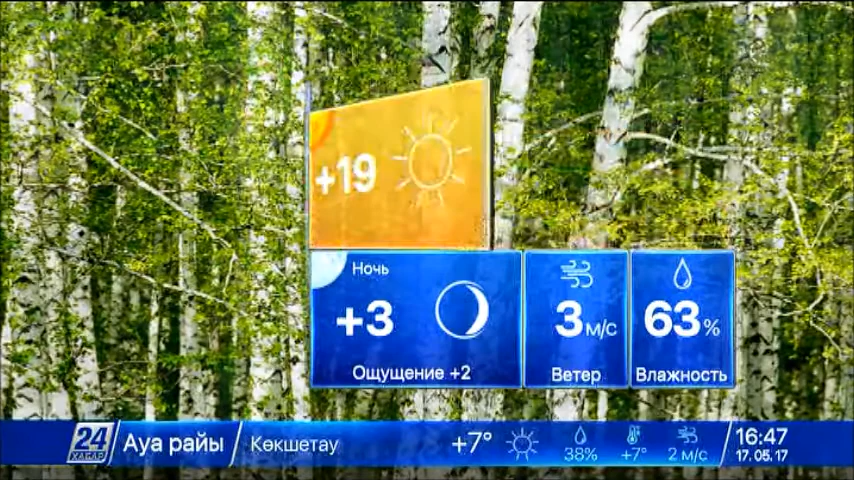 +19
Ночь
+3
Ощущение +2
3 м/с
Ветер
63 %
Влажность
24
ХАБАР
Ауа райы
Көкшетау
+7°
38%
+7°
2 м/с
16:47
17.05.17